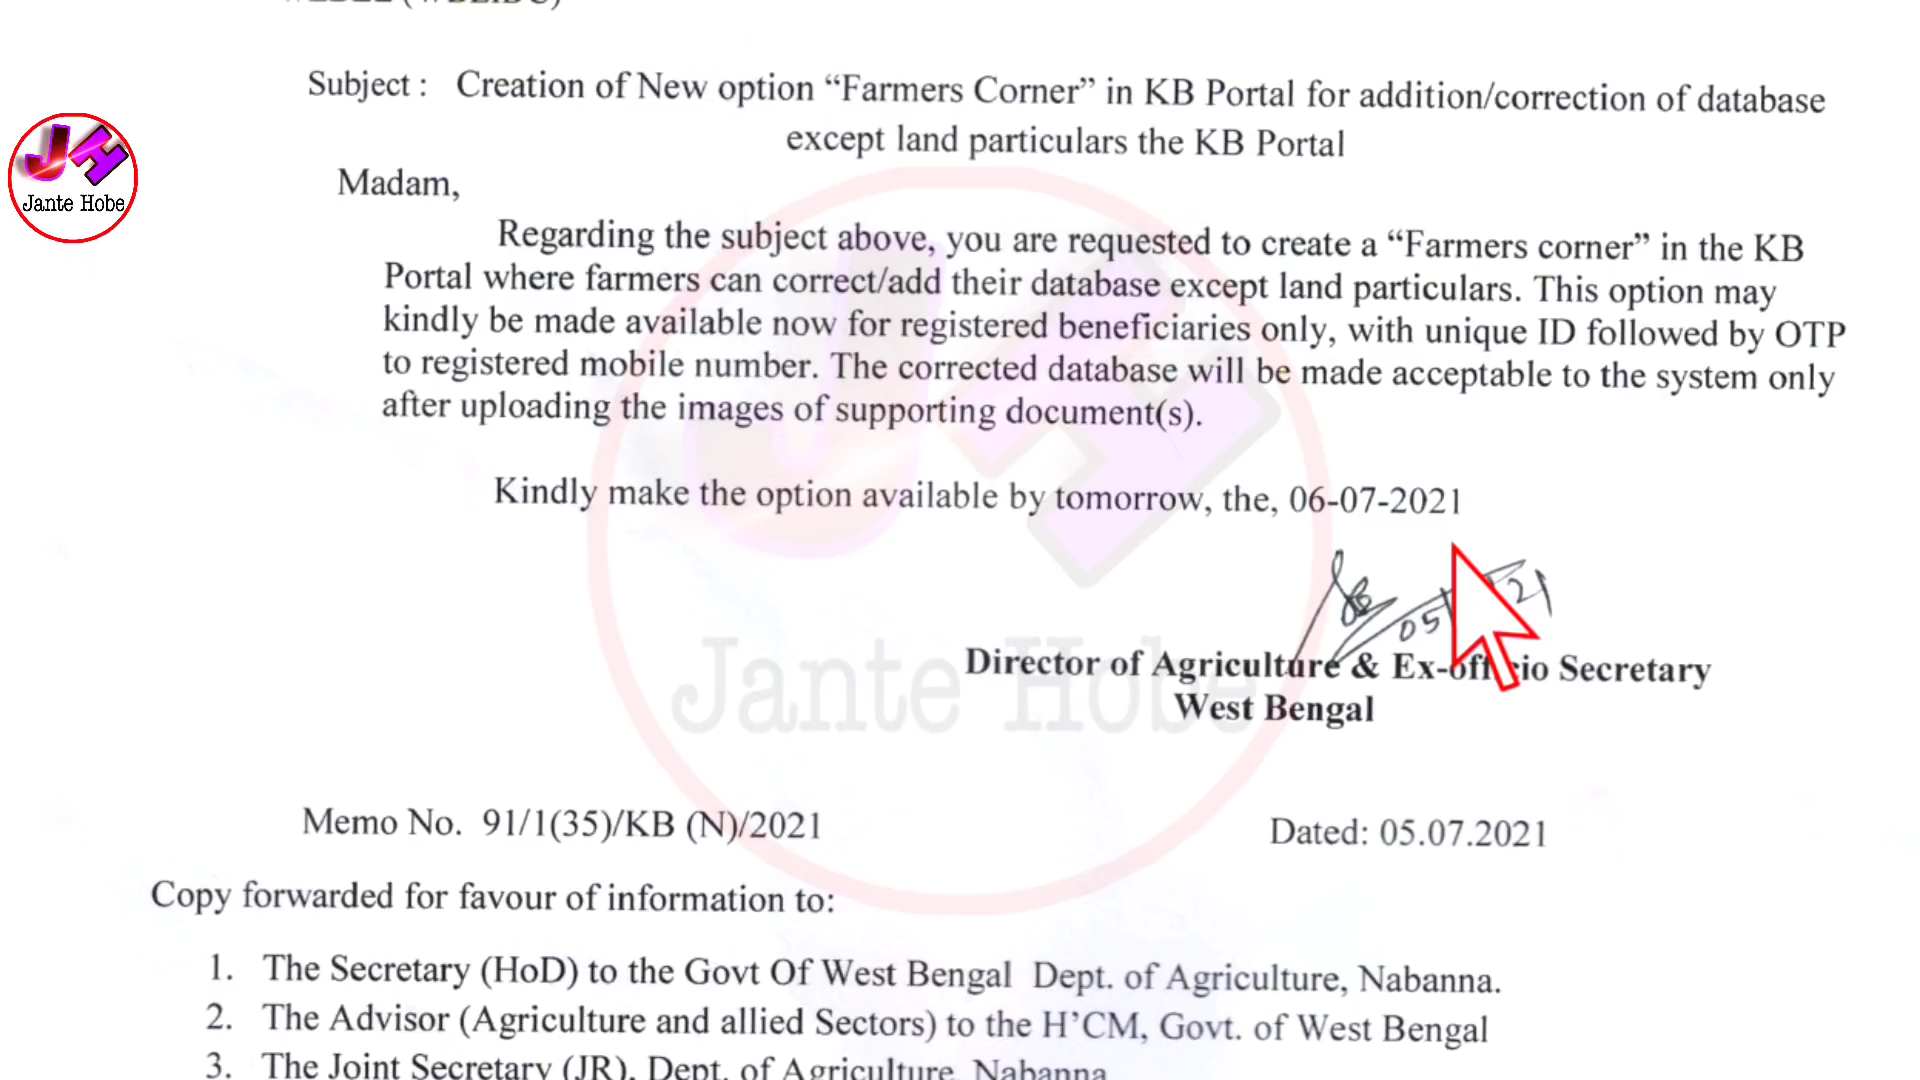 Subject : Creation of New option “Farmers Corner” in KB Portal for addition/correction of database
except land particulars the KB Portal
JH
Jante Hobe
Madam,
Regarding the subject above, you are requested to create a “Farmers corner” in the KB
Portal where farmers can correct/add their database except land particulars. This option may
kindly be made available now for registered beneficiaries only, with unique ID followed by OTP
to registered mobile number. The corrected database will be made acceptable to the system only
after uploading the images of supporting document(s).
Kindly make the option available by tomorrow, the, 06-07-2021
05 21
Director of Agriculture & Ex-officio Secretary
West Bengal
Jante Hobe
Memo No. 91/1(35)/KB (N)/2021 Dated: 05.07.2021
Copy forwarded for favour of information to:
1. The Secretary (HoD) to the Govt Of West Bengal Dept. of Agriculture, Nabanna.
2. The Advisor (Agriculture and allied Sectors) to the H’CM, Govt. of West Bengal
3. The Joint Secretary (JR), Dept. of Agriculture, Nabanna